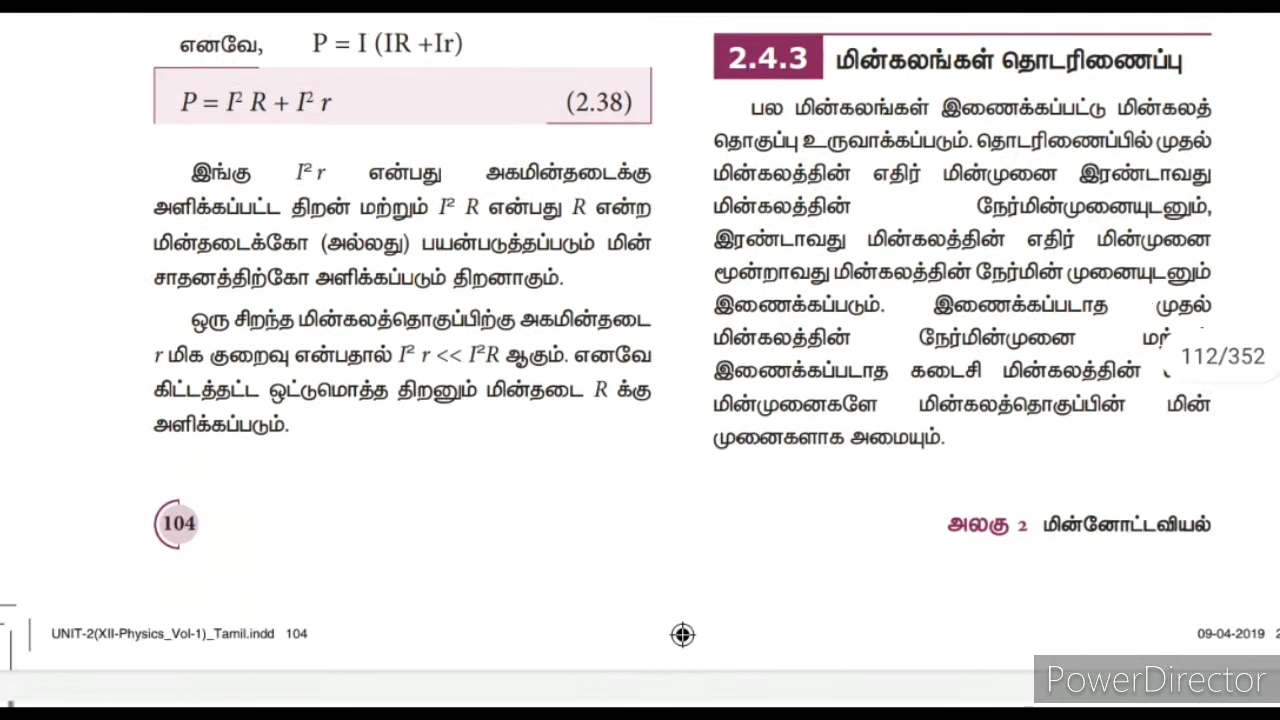 எனவே, P = I (IR +Ir)
P = I² R + I² r (2.38)
இங்கு I² r என்பது அகமின்தடைக்கு
அளிக்கப்பட்ட திறன் மற்றும் I² R என்பது R என்ற
மின்தடைக்கோ (அல்லது) பயன்படுத்தப்படும் மின்
சாதனத்திற்கோ அளிக்கப்படும் திறனாகும்.
ஒரு சிறந்த மின்கலத்தொகுப்பிற்கு அகமின்தடை
r மிக குறைவு என்பதால் I² r << I²R ஆகும். எனவே
கிட்டத்தட்ட ஒட்டுமொத்த திறனும் மின்தடை R க்கு
அளிக்கப்படும்.
104
2.4.3 மின்கலங்கள் தொடரிணைப்பு
பல மின்கலங்கள் இணைக்கப்பட்டு மின்கலத்
தொகுப்பு உருவாக்கப்படும். தொடரிணைப்பில் முதல்
மின்கலத்தின் எதிர் மின்முனை இரண்டாவது
மின்கலத்தின் நேர்மின்முனையுடனும்,
இரண்டாவது மின்கலத்தின் எதிர் மின்முனை
மூன்றாவது மின்கலத்தின் நேர்மின் முனையுடனும்
இணைக்கப்படும். இணைக்கப்படாத முதல்
மின்கலத்தின் நேர்மின்முனை
இணைக்கப்படாத கடைசி மின்கலத்தின்
மின்முனைகளே மின்கலத்தொகுப்பின் மின்
முனைகளாக அமையும்.
112/352
அலகு 2 மின்னோட்டவியல்
UNIT-2(XII-Physics_Vol-1)_Tamil.indd 104
09-04-2019
PowerDirector